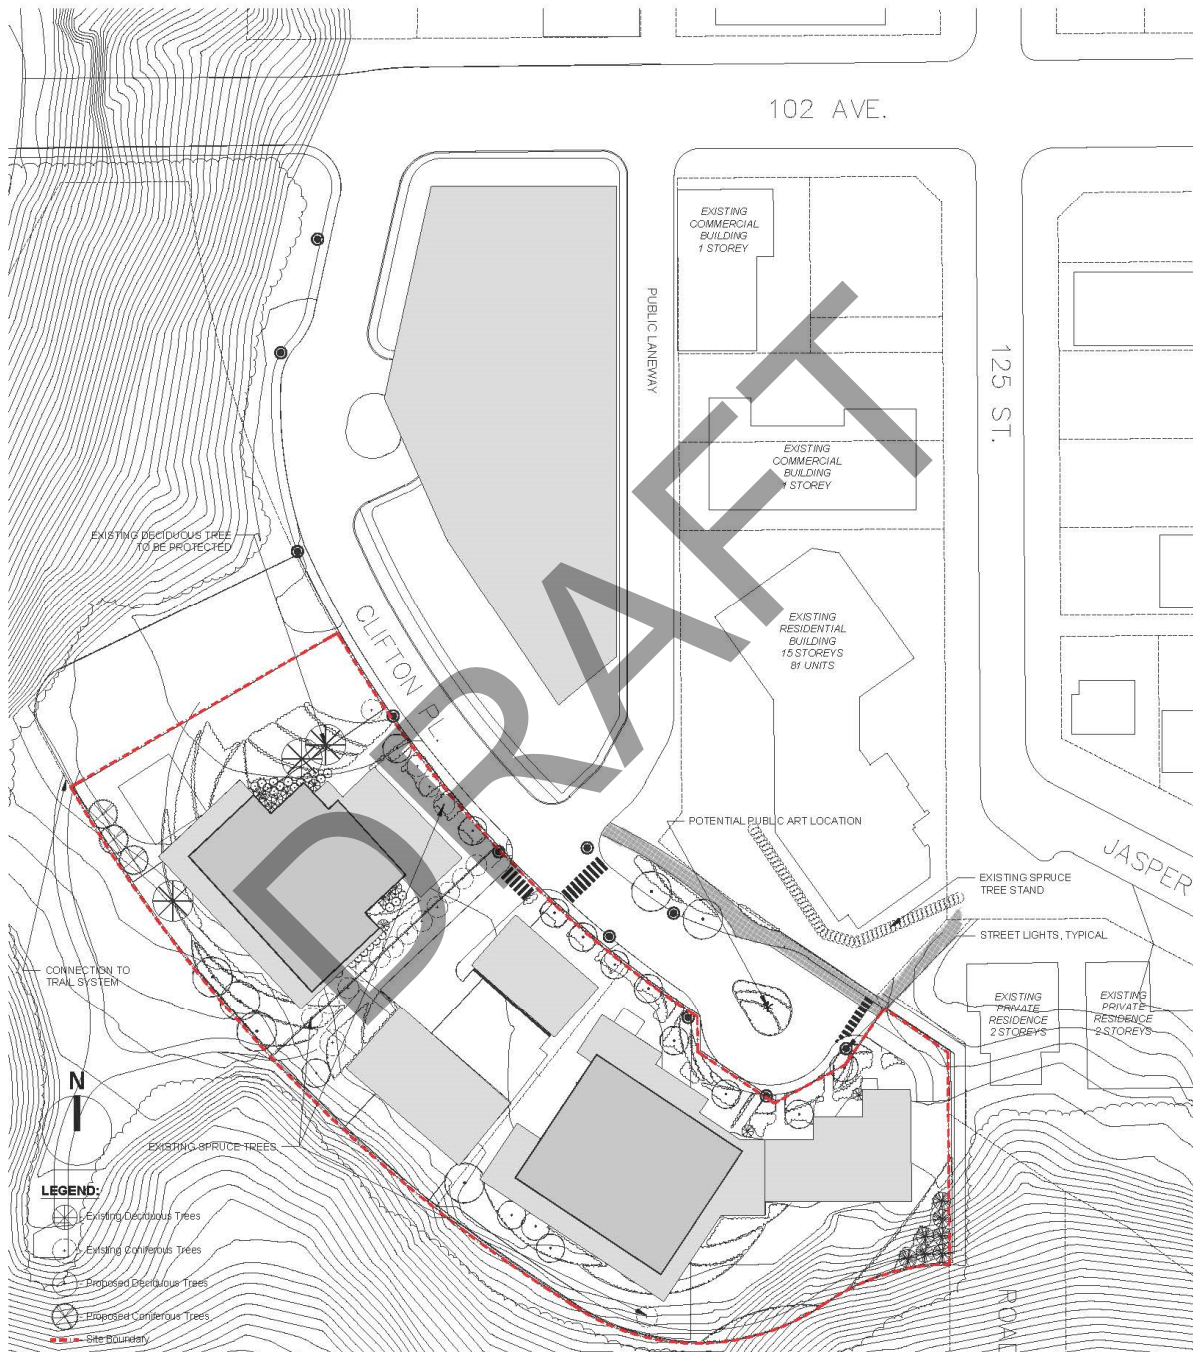 102 AVE.
EXISTING
COMMERCIAL
BUILDING
1 STOREY
PUBLIC LANEWAY
125 ST.
EXISTING
COMMERCIAL
BUILDING
1 STOREY
EXISTING DECIDUOUS TREE
TO BE PROTECTED
CLIFTON PL.
EXISTING
RESIDENTIAL
BUILDING
15 STOREYS
81 UNITS
DRAFT
POTENTIAL PUBLIC ART LOCATION
JASPER
EXISTING SPRUCE
TREE STAND
STREET LIGHTS, TYPICAL
CONNECTION TO
TRAIL SYSTEM
EXISTING
PRIVATE
RESIDENCE
2 STOREYS
EXISTING
PRIVATE
RESIDENCE
2 STOREYS
N
EXISTING SPRUCE TREES
LEGEND:
- Existing Deciduous Trees
- Existing Coniferous Trees
- Proposed Deciduous Trees
- Proposed Coniferous Trees
- Site Boundary
ROAD